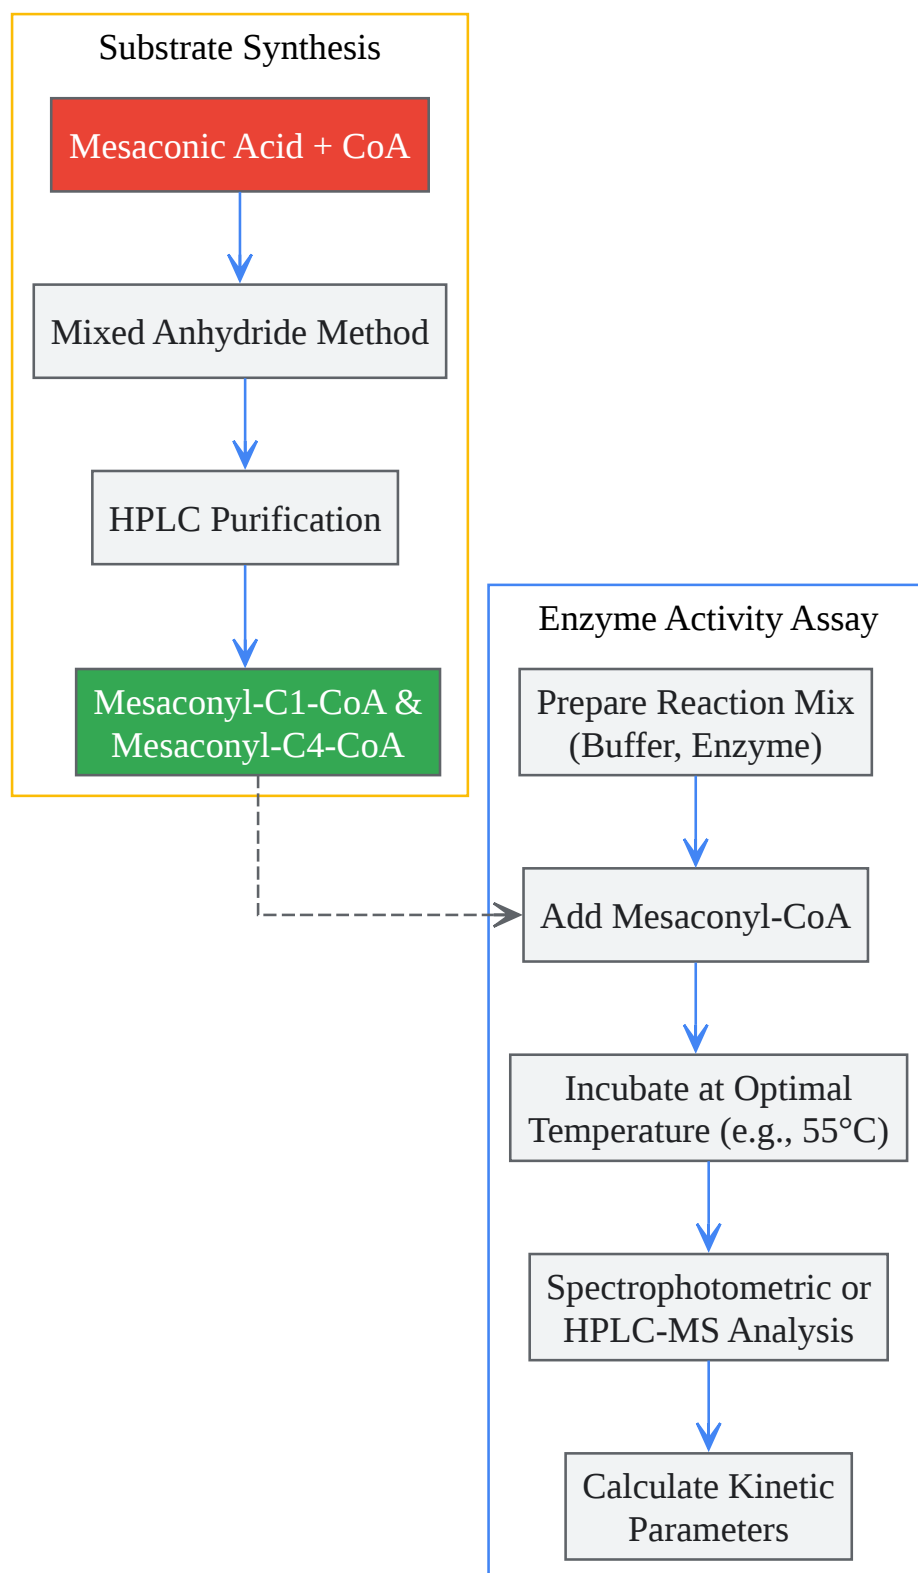 Substrate Synthesis
Mesaconic Acid + CoA
Mixed Anhydride Method
HPLC Purification
Mesaconyl-C1-CoA &
Mesaconyl-C4-CoA
Enzyme Activity Assay
Prepare Reaction Mix
(Buffer, Enzyme)
Add Mesaconyl-CoA
Incubate at Optimal
Temperature (e.g., 55°C)
Spectrophotometric or
HPLC-MS Analysis
Calculate Kinetic
Parameters